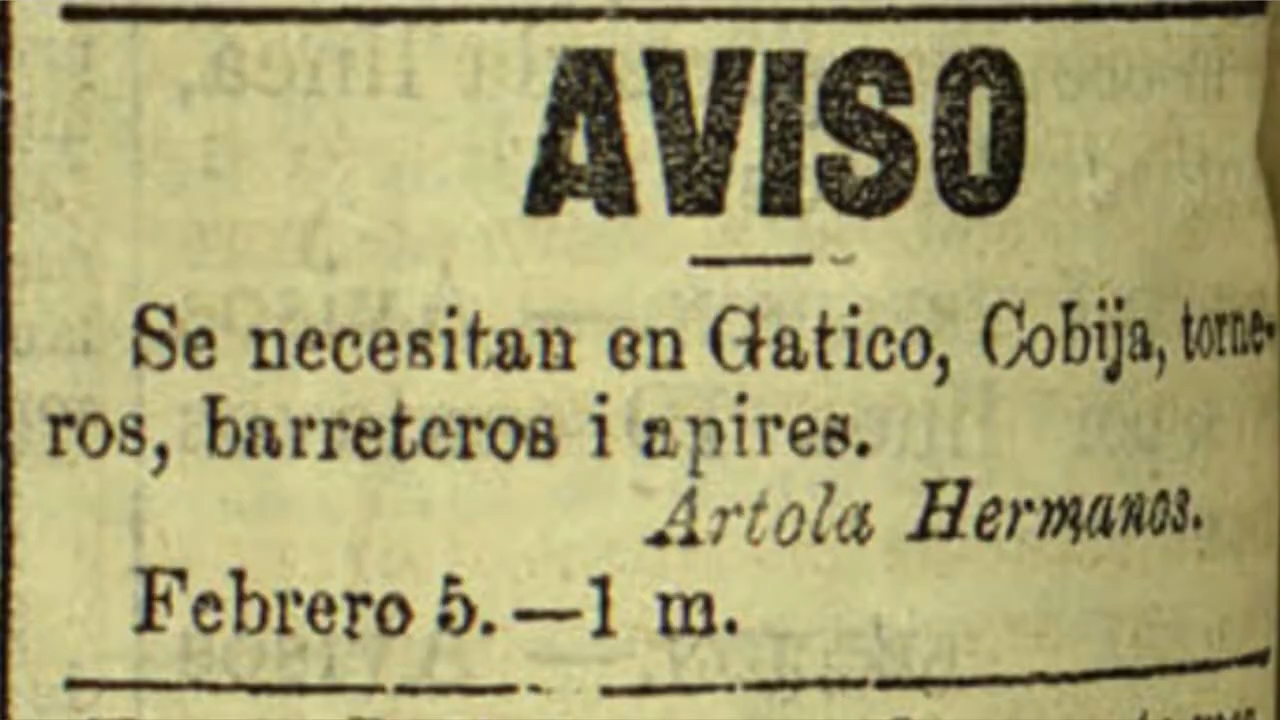 AVISO
Se necesitan en Gatico, Cobija, torne-
ros, barreteros i apires.
Artola Hermanos.
Febrero 5.—1 m.